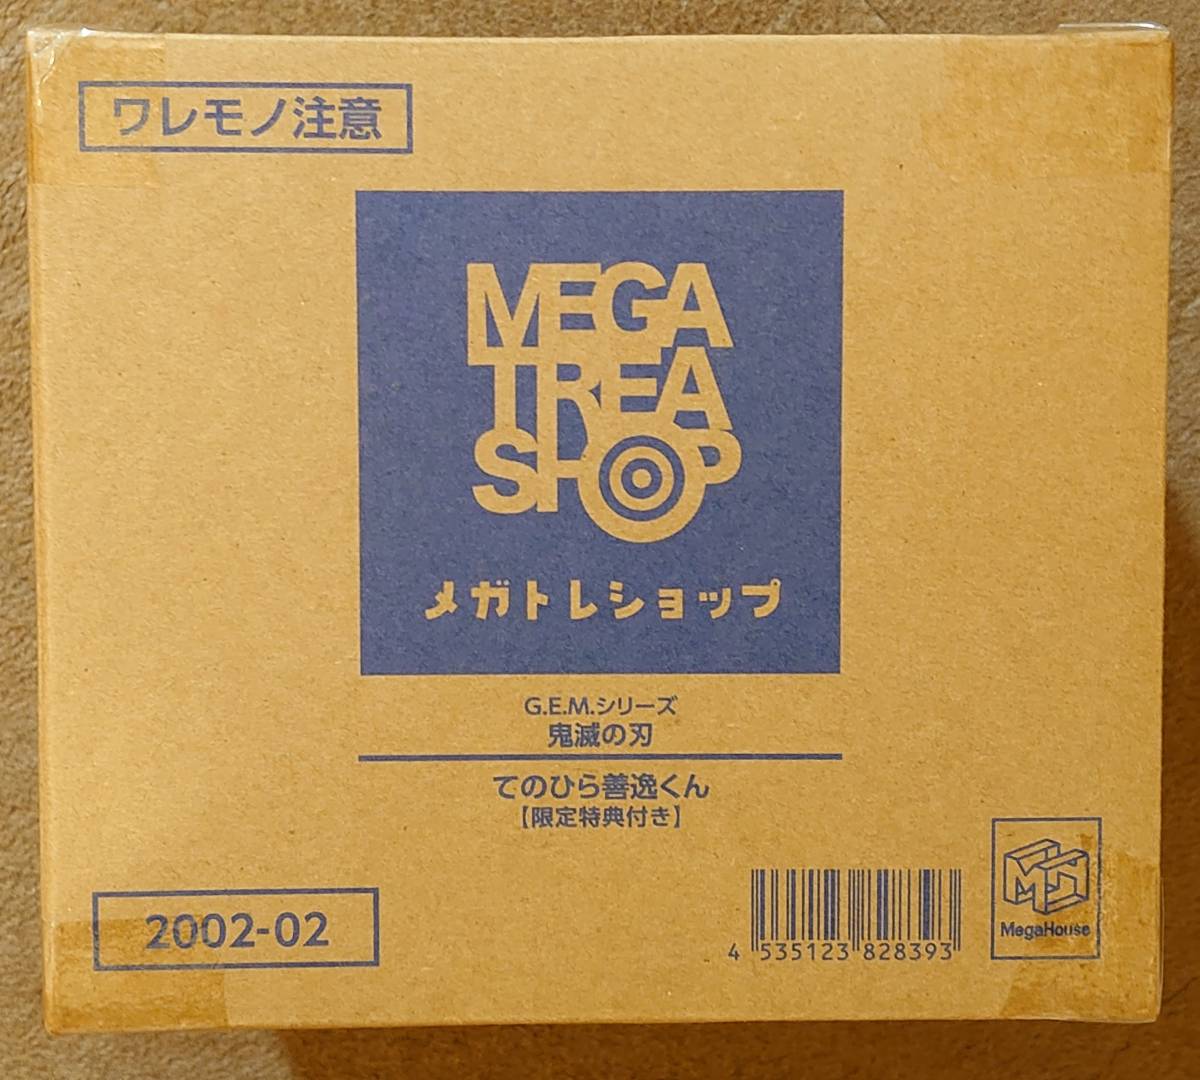 ワレモノ注意
MEGA
TREA
SHOP
メガトレショップ
G.E.M.シリーズ
鬼滅の刃
てのひら善逸くん
【限定特典付き】
2002-02
4 535123 828393
MH
MegaHouse